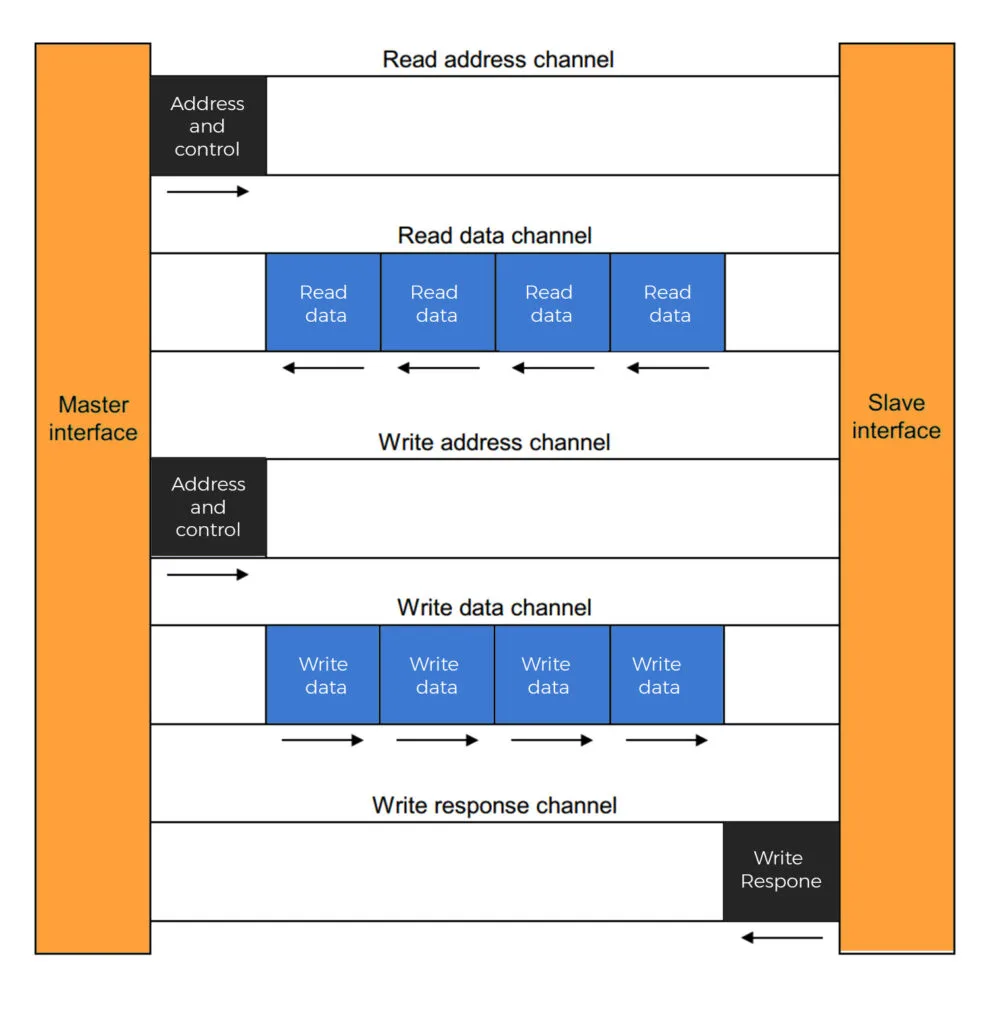 Read address channel
Address
and
control
Read data channel
Read
data
Read
data
Read
data
Read
data
Master
interface
Slave
interface
Write address channel
Address
and
control
Write data channel
Write
data
Write
data
Write
data
Write
data
Write response channel
Write
Respone